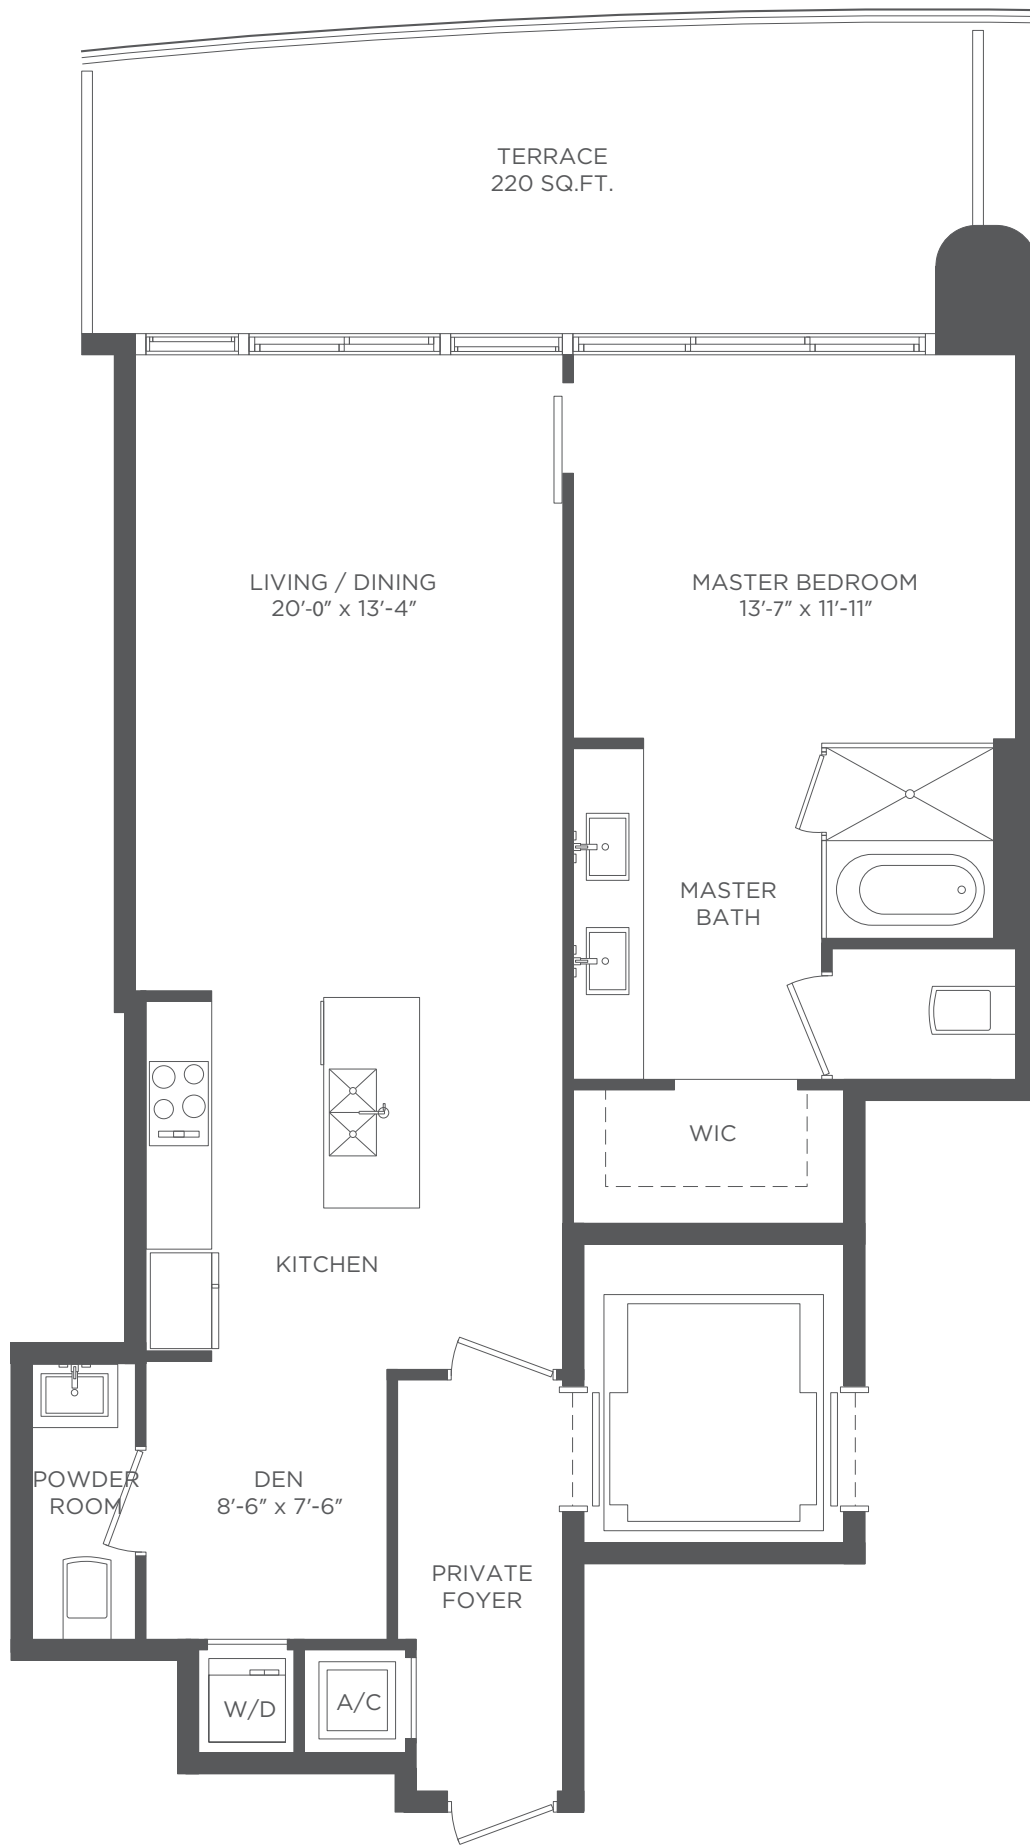 TERRACE
220 SQ.FT.
LIVING / DINING
20'-0" x 13'-4"
MASTER BEDROOM
13'-7" x 11'-11"
MASTER
BATH
WIC
KITCHEN
POWDER
ROOM
DEN
8'-6" x 7'-6"
PRIVATE
FOYER
W/D
A/C